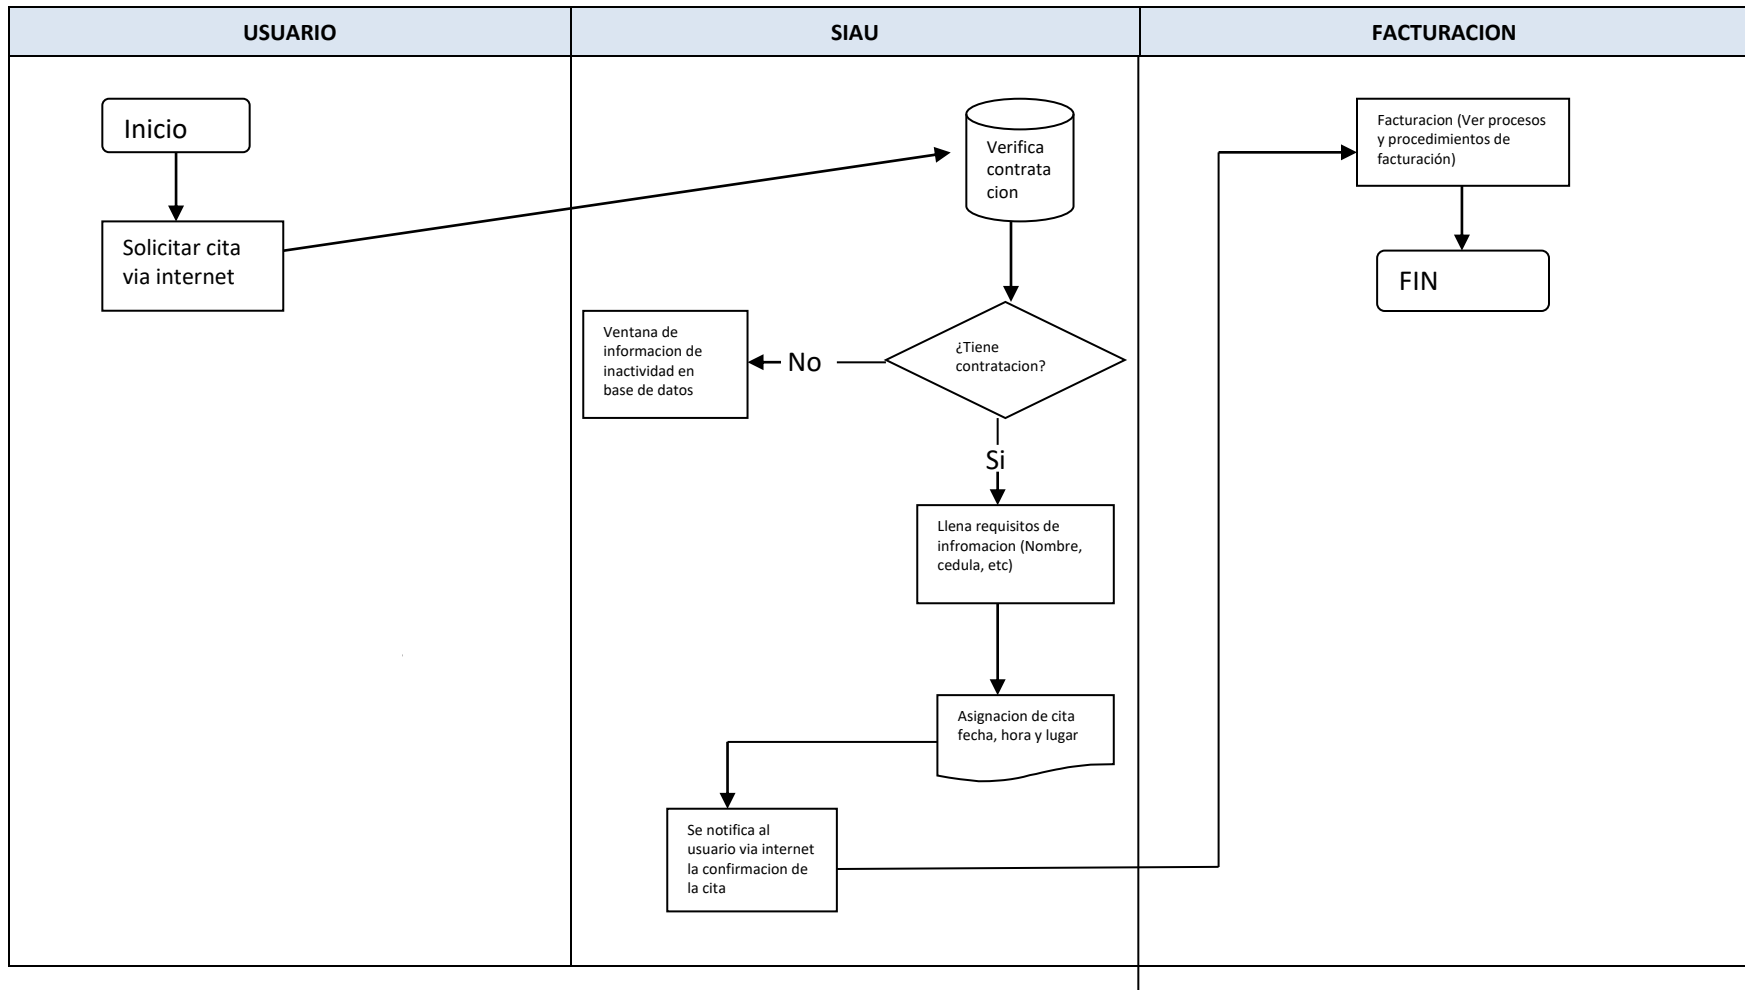 USUARIO
SIAU
FACTURACION
Inicio
Solicitar cita
via internet
Verifica
contrata
cion
¿Tiene
contratacion?
No
Ventana de
informacion de
inactividad en
base de datos
Si
Llena requisitos de
infromacion (Nombre,
cedula, etc)
Asignacion de cita
fecha, hora y lugar
Se notifica al
usuario via internet
la confirmacion de
la cita
Facturacion (Ver procesos
y procedimientos de
facturación)
FIN